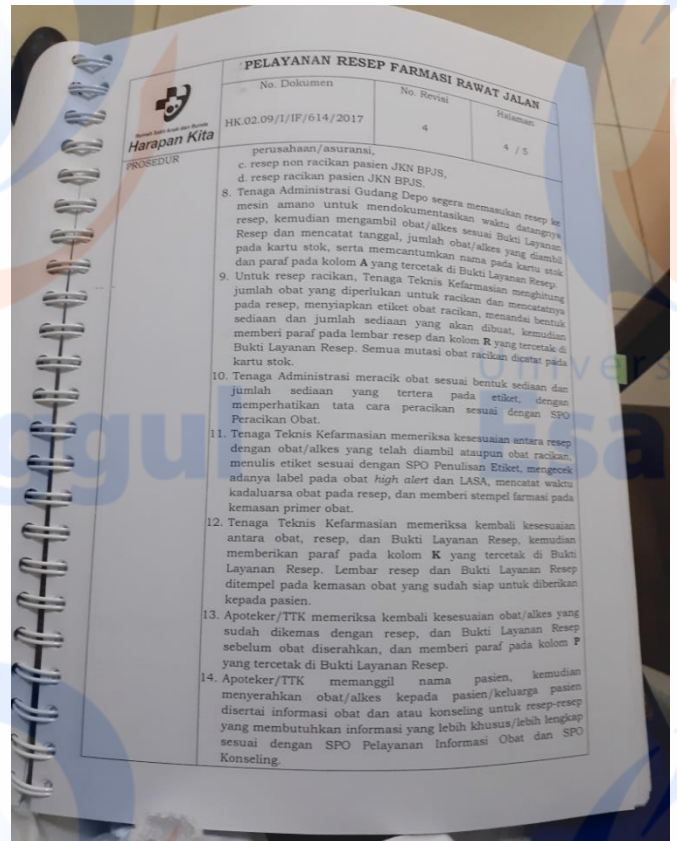 PELAYANAN RESEP FARMASI RAWAT JALAN
Rumah Sakit Anak dan Bunda
Harapan Kita
No. Dokumen
HK.02.09/I/IF/614/2017
No. Revisi
4
Halaman
4 / 5
PROSEDUR
perusahaan/asuransi,
c. resep non racikan pasien JKN BPJS,
d. resep racikan pasien JKN BPJS.
8. Tenaga Administrasi Gudang Depo segera memasukan resep ke
mesin amano untuk mendokumentasikan waktu datangnya
resep, kemudian mengambil obat/alkes sesuai Bukti Layanan
Resep dan mencatat tanggal, jumlah obat/alkes yang diambil
pada kartu stok, serta memcantumkan nama pada kartu stok
dan paraf pada kolom A yang tercetak di Bukti Layanan Resep.
9. Untuk resep racikan, Tenaga Teknis Kefarmasian menghitung
jumlah obat yang diperlukan untuk racikan dan mencatatnya
pada resep, menyiapkan etiket obat racikan, menandai bentuk
sediaan dan jumlah sediaan yang akan dibuat, kemudian
memberi paraf pada lembar resep dan kolom R yang tercetak di
Bukti Layanan Resep. Semua mutasi obat racikan dicatat pada
kartu stok.
10. Tenaga Administrasi meracik obat sesuai bentuk sediaan dan
jumlah sediaan yang tertera pada etiket, dengan
memperhatikan tata cara peracikan sesuai dengan SPO
Peracikan Obat.
11. Tenaga Teknis Kefarmasian memeriksa kesesuaian antara resep
dengan obat/alkes yang telah diambil ataupun obat racikan,
menulis etiket sesuai dengan SPO Penulisan Etiket, mengecek
adanya label pada obat high alert dan LASA, mencatat waktu
kadaluarsa obat pada resep, dan memberi stempel farmasi pada
kemasan primer obat.
12. Tenaga Teknis Kefarmasian memeriksa kembali kesesuaian
antara obat, resep, dan Bukti Layanan Resep, kemudian
memberikan paraf pada kolom K yang tercetak di Bukti
Layanan Resep. Lembar resep dan Bukti Layanan Resep
ditempel pada kemasan obat yang sudah siap untuk diberikan
kepada pasien.
13. Apoteker/TTK memeriksa kembali kesesuaian obat/alkes yang
sudah dikemas dengan resep, dan Bukti Layanan Resep
sebelum obat diserahkan, dan memberi paraf pada kolom P
yang tercetak di Bukti Layanan Resep.
14. Apoteker/TTK memanggil nama pasien, kemudian
menyerahkan obat/alkes kepada pasien/keluarga pasien
disertai informasi obat dan atau konseling untuk resep-resep
yang membutuhkan informasi yang lebih khusus/lebih lengkap
sesuai dengan SPO Pelayanan Informasi Obat dan SPO
Konseling.